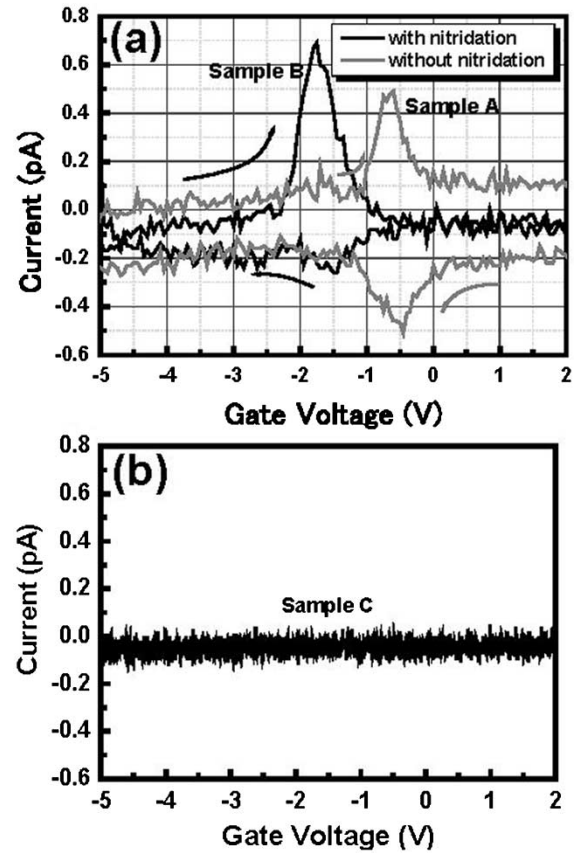 (a)
with nitridation
without nitridation
Sample B
Sample A
0.8
0.6
0.4
0.2
0.0
-0.2
-0.4
-0.6
Current (pA)
-5 -4 -3 -2 -1 0 1 2
Gate Voltage (V)
(b)
Sample C
0.8
0.6
0.4
0.2
0.0
-0.2
-0.4
-0.6
Current (pA)
-5 -4 -3 -2 -1 0 1 2
Gate Voltage (V)